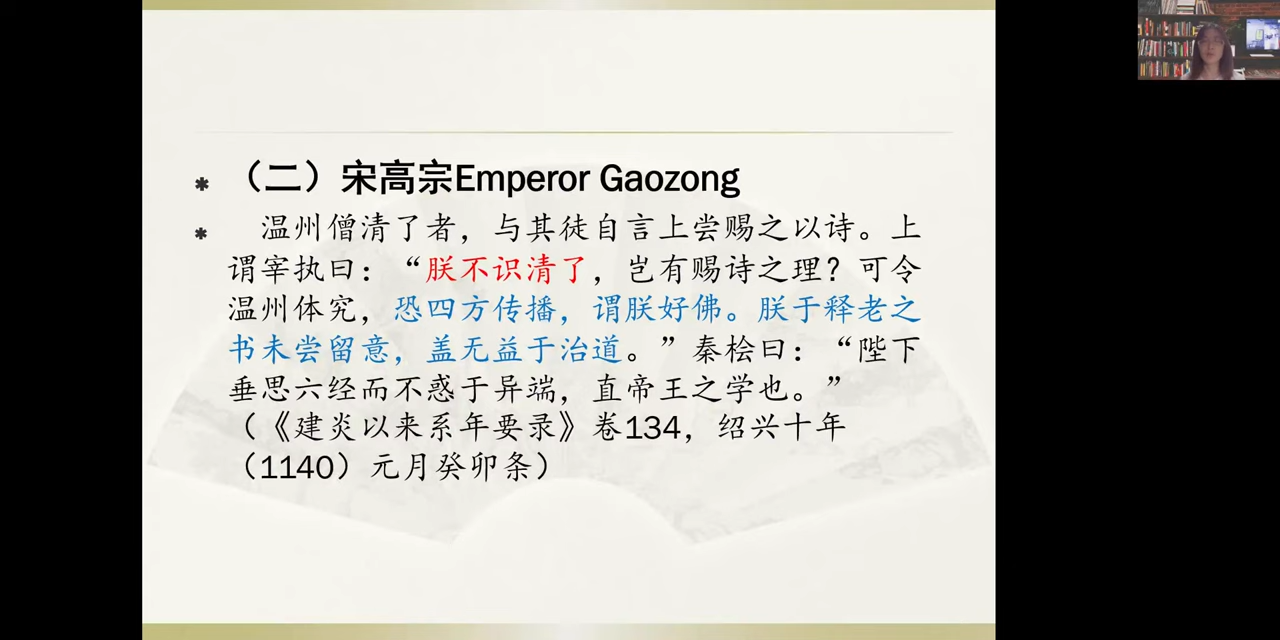 * （二）宋高宗Emperor Gaozong
* 温州僧清了者，与其徒自言上尝赐之以诗。上
谓宰执曰：“朕不识清了，岂有赐诗之理？可令
温州体究，恐四方传播，谓朕好佛。朕于释老之
书未尝留意，盖无益于治道。”秦桧曰：“陛下
垂思六经而不惑于异端，直帝王之学也。”
（《建炎以来系年要录》卷134，绍兴十年
（1140）元月癸卯条）